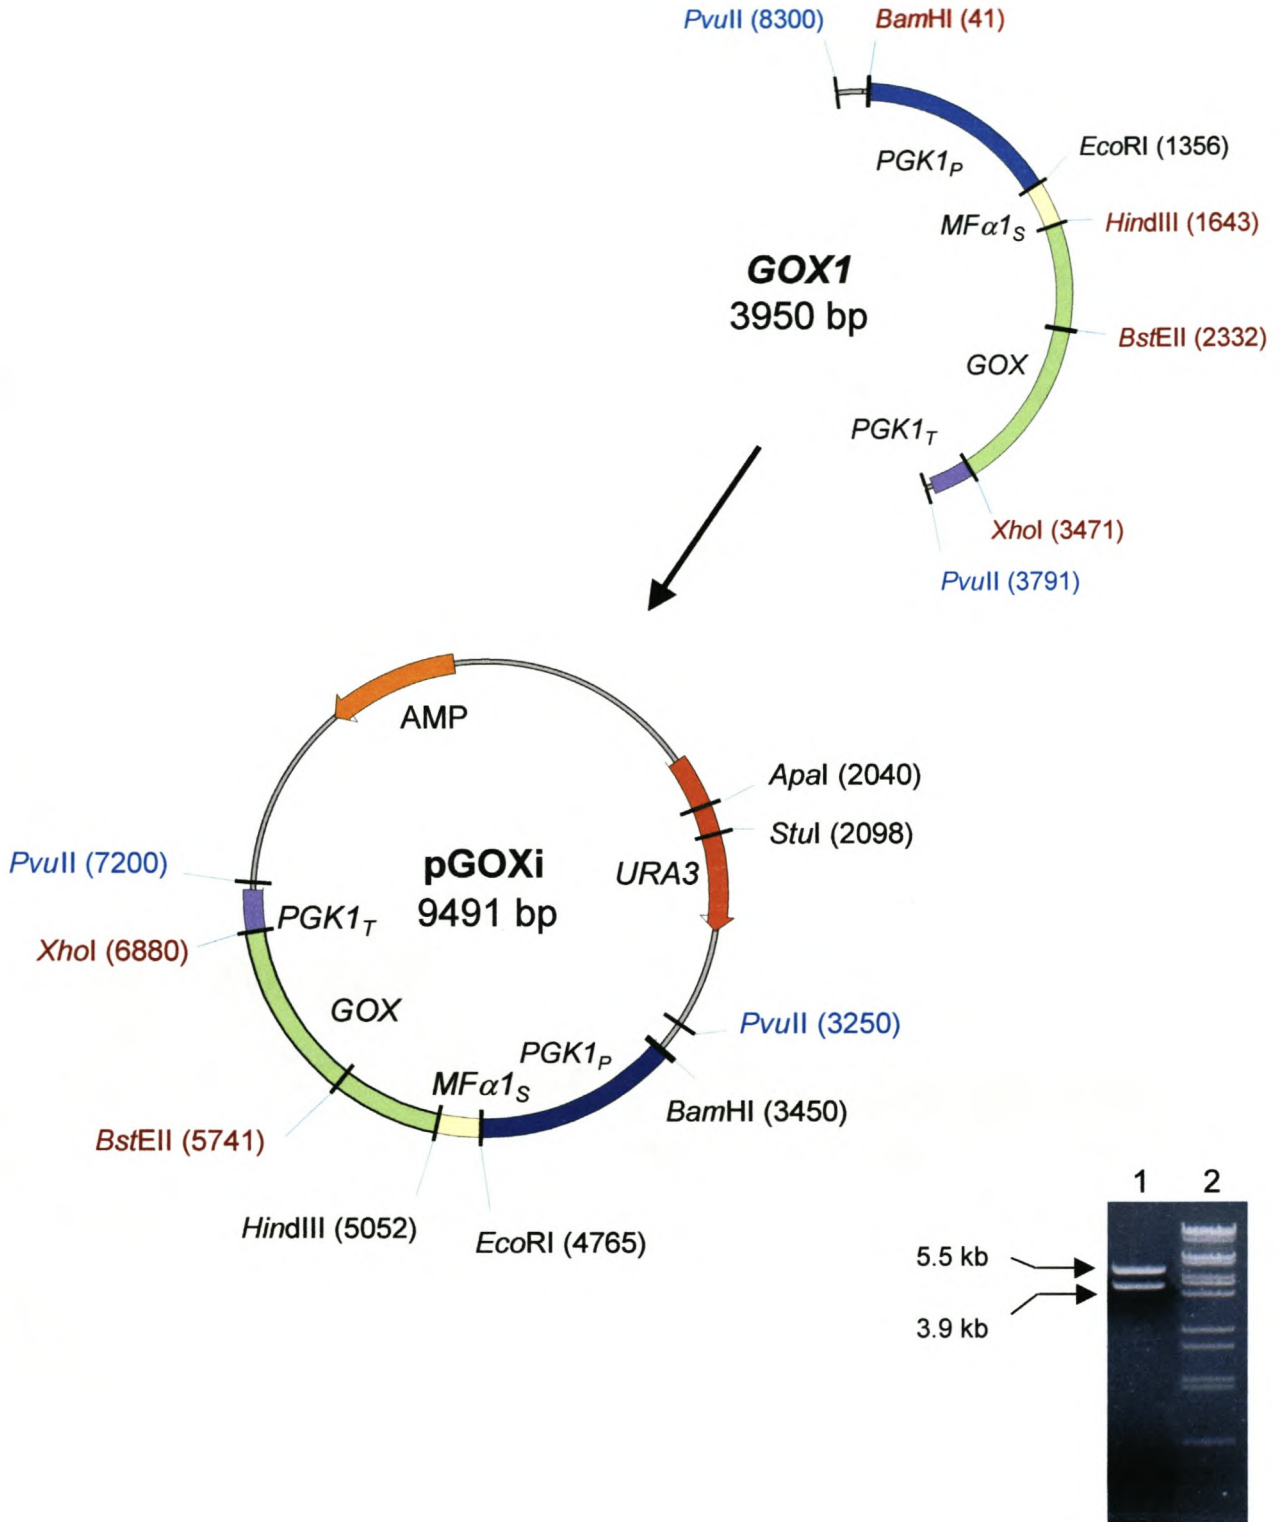 PvuII (8300)
BamHI (41)
EcoRI (1356)
PGK1P
MFα1S
HindIII (1643)
GOX1
3950 bp
BstEII (2332)
GOX
PGK1T
XhoI (3471)
PvuII (3791)
AMP
ApaI (2040)
StuI (2098)
PvuII (7200)
pGOXi
9491 bp
URA3
PGK1T
XhoI (6880)
GOX
PvuII (3250)
PGK1P
MFα1S
BamHI (3450)
BstEII (5741)
HindIII (5052)
EcoRI (4765)
1 2
5.5 kb
3.9 kb